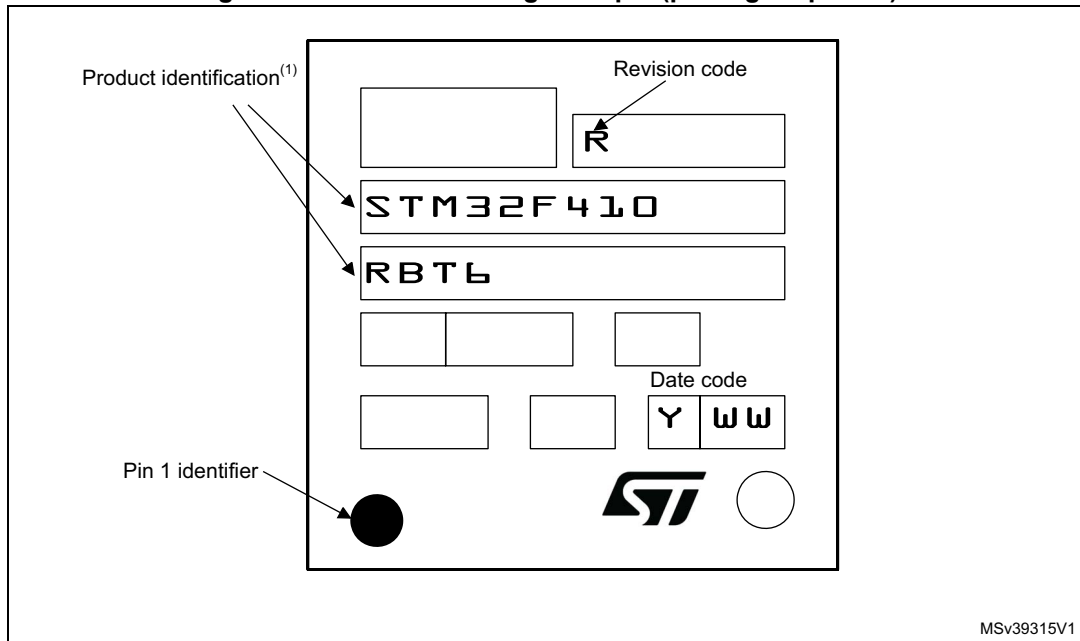 Product identification(1)
Revision code
R
STM32F410
RBT6
Date code
Y WW
Pin 1 identifier
ST
MSv39315V1